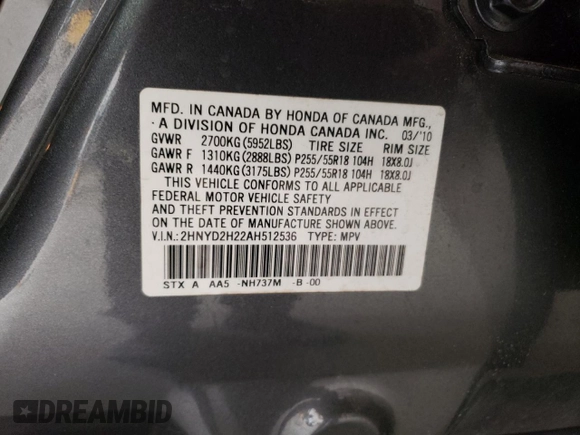 MFD. IN CANADA BY HONDA OF CANADA MFG.,
A DIVISION OF HONDA CANADA INC. 03/'10
GVWR 2700KG(5952LBS) TIRE SIZE RIM SIZE
GAWR F 1310KG(2888LBS) P255/55R18 104H 18X8.0J
GAWR R 1440KG(3175LBS) P255/55R18 104H 18X8.0J
THIS VEHICLE CONFORMS TO ALL APPLICABLE
FEDERAL MOTOR VEHICLE SAFETY
AND THEFT PREVENTION STANDARDS IN EFFECT
ON THE DATE OF MANUFACTURE SHOWN ABOVE.
V.I.N.:2HNYD2H22AH512536 TYPE: MPV
STX A AA5 -NH737M -B -00
DREAMBID